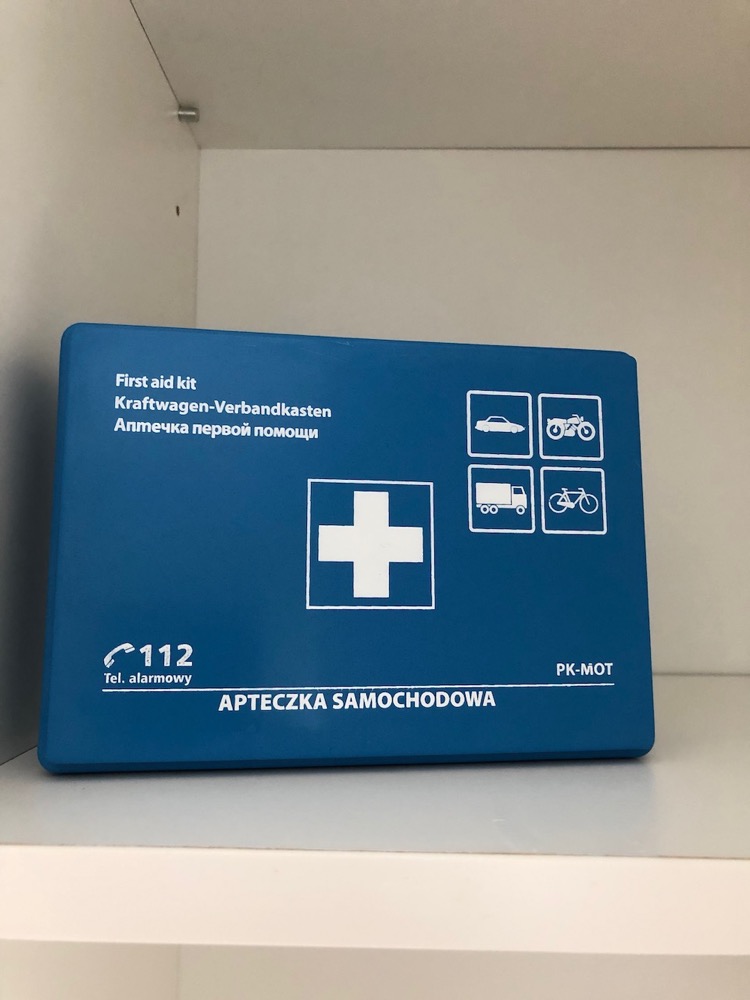 First aid kit
Kraftwagen-Verbandkasten
Аптечка первой помощи
112
Tel. alarmowy
PK-MOT
APTECZKA SAMOCHODOWA